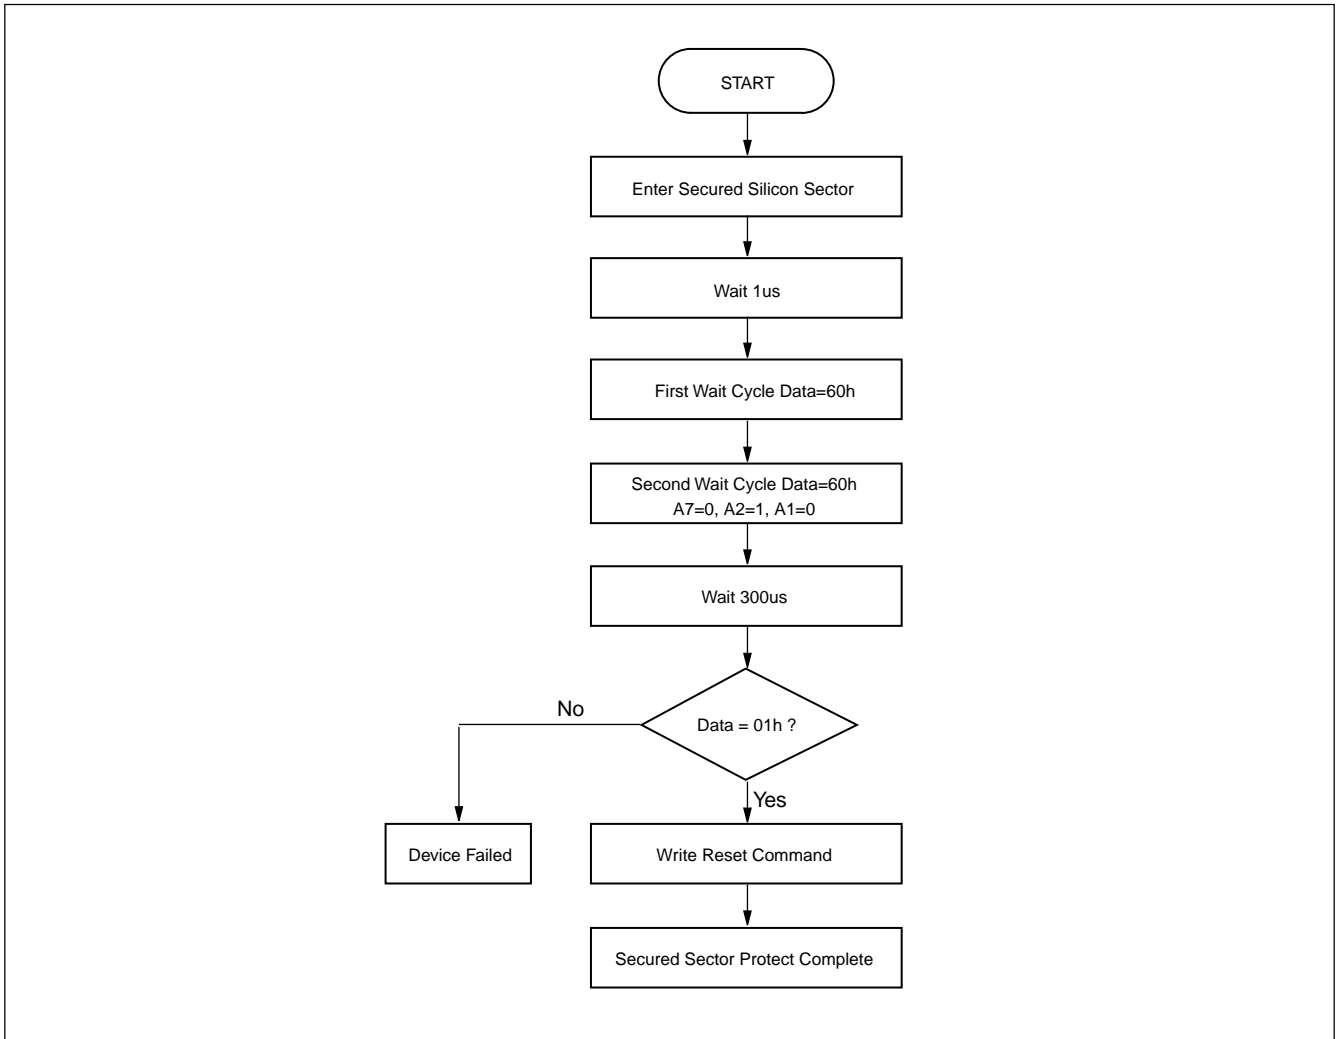 START
Enter Secured Silicon Sector
Wait 1us
First Wait Cycle Data=60h
Second Wait Cycle Data=60h
A7=0, A2=1, A1=0
Wait 300us
No
Data = 01h ?
Yes
Device Failed
Write Reset Command
Secured Sector Protect Complete